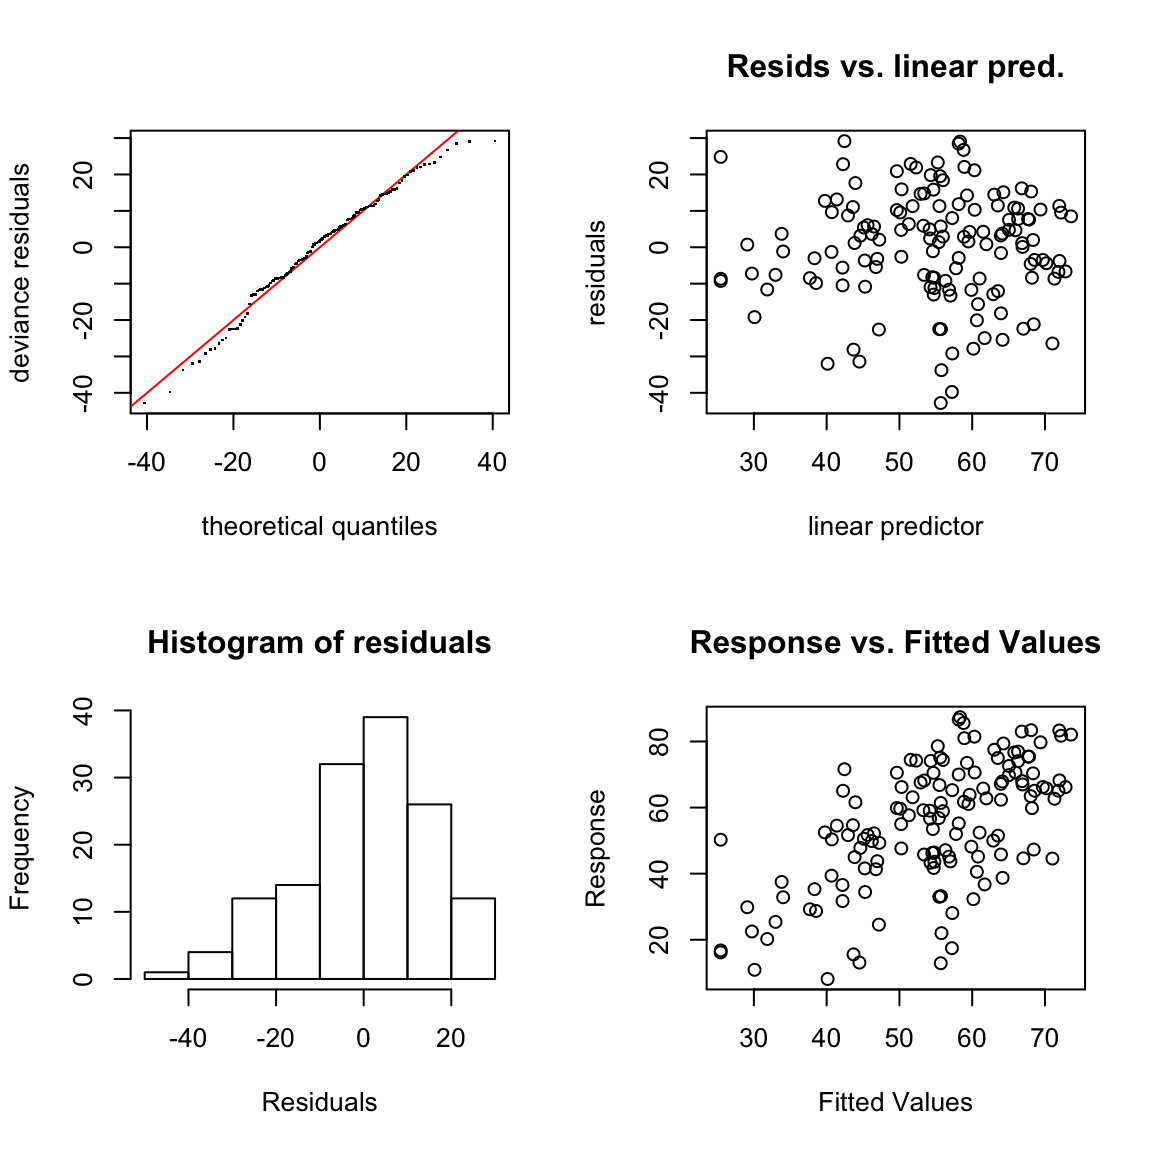 deviance residuals
20
0
-20
-40
-40 -20 0 20 40
theoretical quantiles
Resids vs. linear pred.
residuals
20
0
-20
-40
30 40 50 60 70
linear predictor
Histogram of residuals
Frequency
40
30
20
10
0
-40 -20 0 20
Residuals
Response vs. Fitted Values
Response
80
60
40
20
30 40 50 60 70
Fitted Values